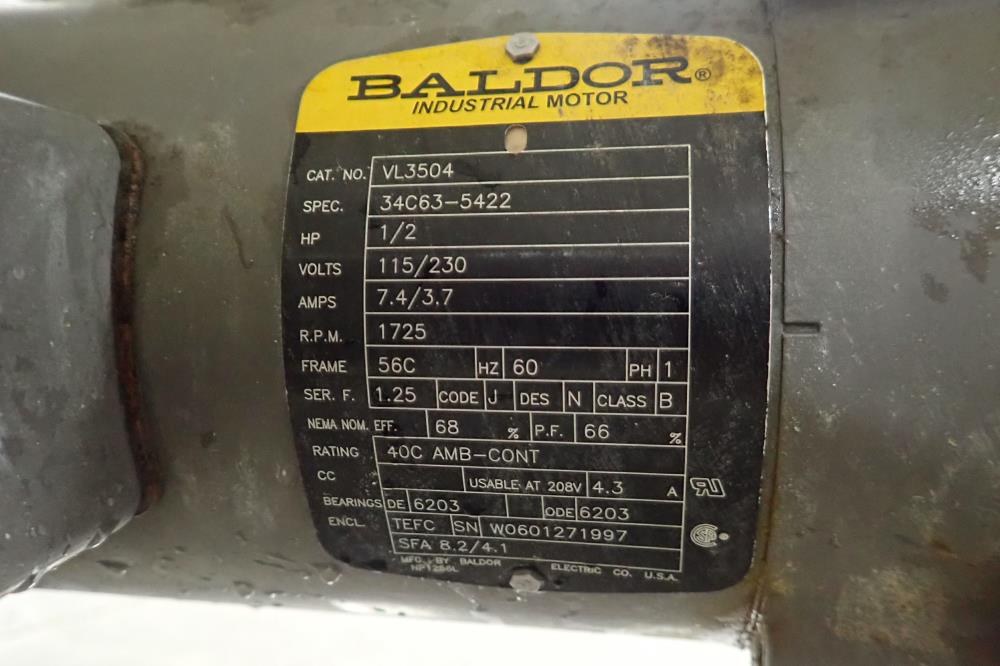 BALDOR®
INDUSTRIAL MOTOR
CAT. NO. VL3504
SPEC. 34C63-5422
HP 1/2
VOLTS 115/230
AMPS 7.4/3.7
R.P.M. 1725
FRAME 56C HZ 60 PH 1
SER. F. 1.25 CODE J DES N CLASS B
NEMA NOM. EFF. 68 % P.F. 66 %
RATING 40C AMB-CONT
CC USABLE AT 208V 4.3 A
BEARINGS DE 6203 ODE 6203
ENCL TEFC SN W0601271997
SFA 8.2/4.1
MFG. BY BALDOR ELECTRIC CO. U.S.A.